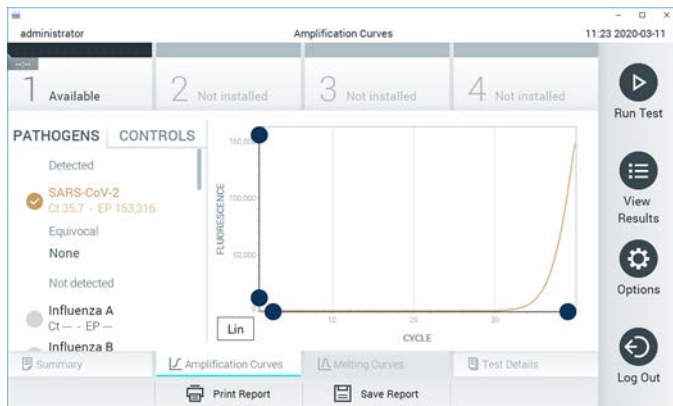 administrator
Amplification Curves
11:23 2020-03-11
--:--
1 Available
2 Not installed
3 Not installed
4 Not installed
Run Test
View
Results
Options
Log Out
PATHOGENS CONTROLS
Detected
SARS-CoV-2
Ct 35.7 - EP 153,316
Equivocal
None
Not detected
Influenza A
Ct --- - EP ---
Influenza B
FLUORESCENCE
150,000
100,000
50,000
0
10 20 30
CYCLE
Lin
Summary
Amplification Curves
Melting Curves
Test Details
Print Report
Save Report